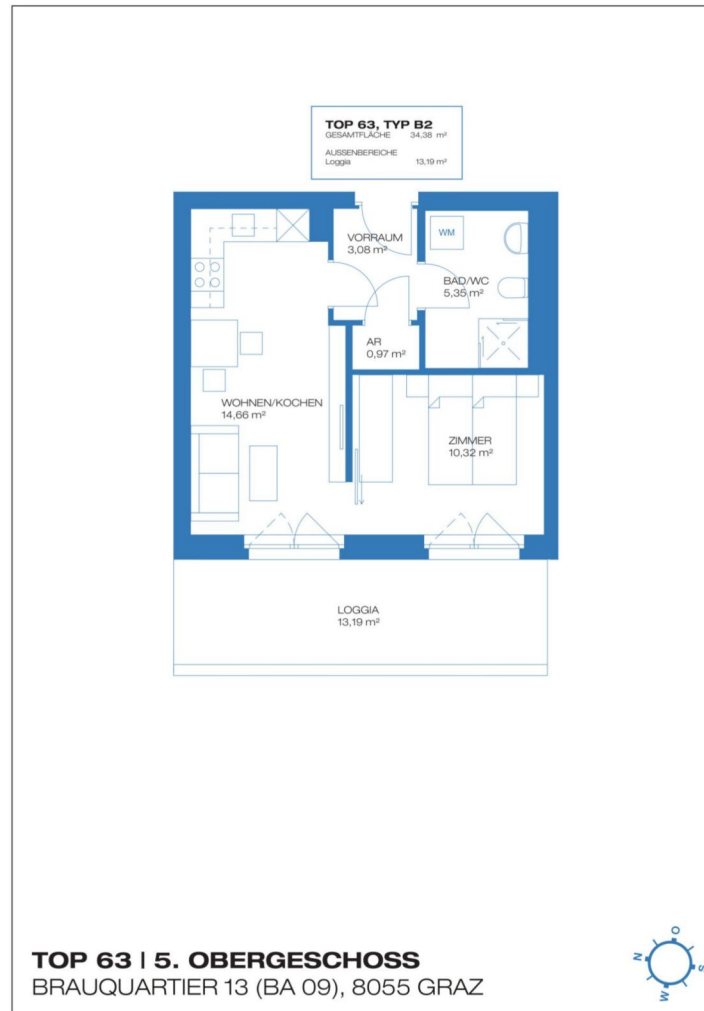 TOP 63, TYP B2
GESAMTFLÄCHE 34,38 m²
AUSSENBEREICHE
Loggia 13,19 m²
VORRAUM
3,08 m²
WM
BAD/WC
5,35 m²
AR
0,97 m²
WOHNEN/KOCHEN
14,66 m²
ZIMMER
10,32 m²
LOGGIA
13,19 m²
TOP 63 | 5. OBERGESCHOSS
BRAUQUARTIER 13 (BA 09), 8055 GRAZ
N
O
S
W